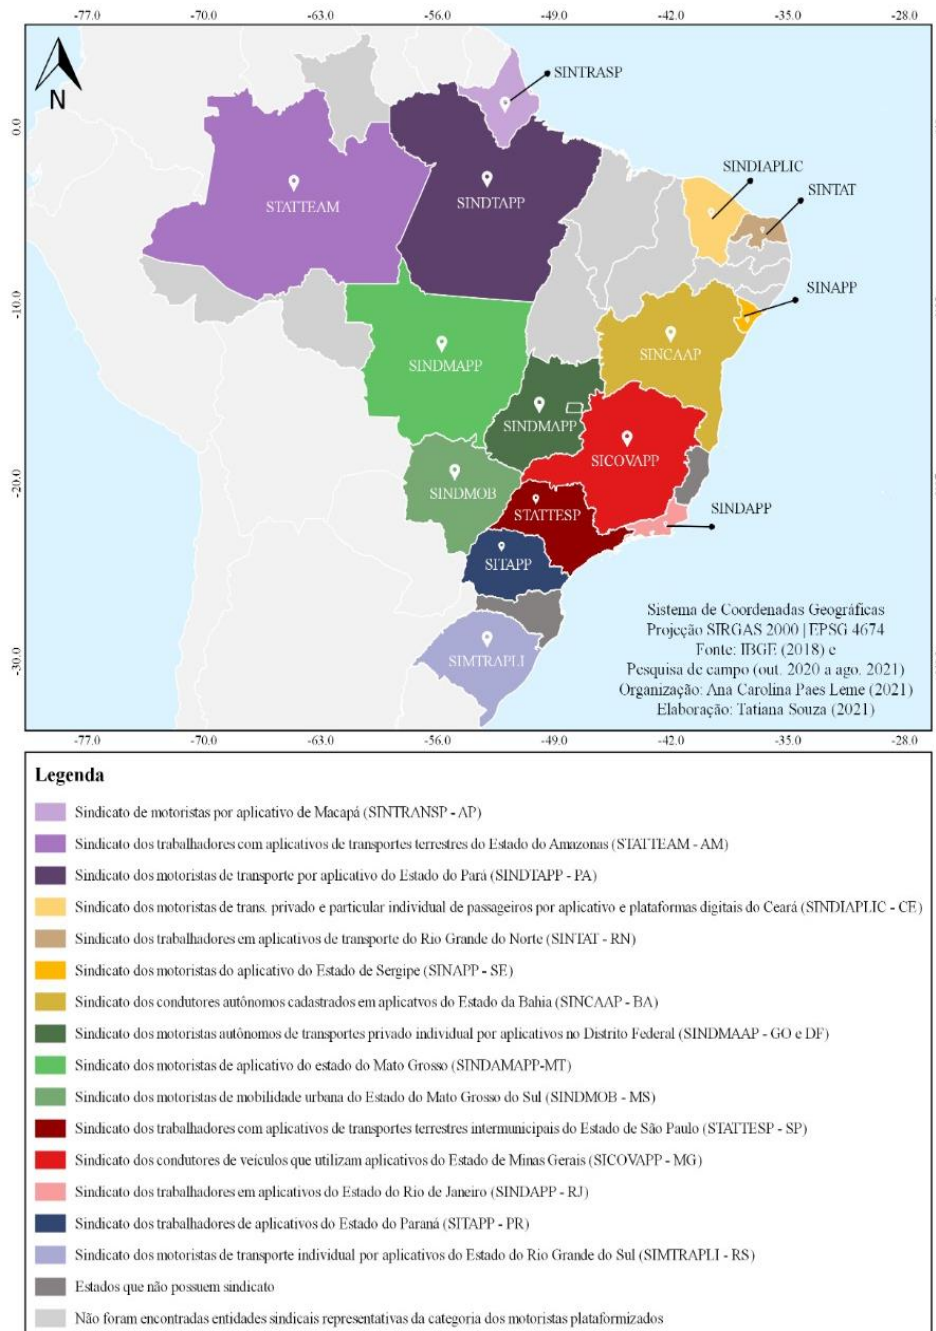 -77.0 -70.0 -63.0 -56.0 -49.0 -42.0 -35.0 -28.0
N
SINTRASP
0.0
SINDIAPLIC
SINTAT
STATTEAM
SINDTAPP
SINAPP
-10.0
SINDMAPP
SINCAAP
SINDMAPP
SICOVAPP
SINDMOB
-20.0
STATTESP
SINDAPP
SITAPP
SIMTRAPLI
-30.0
Sistema de Coordenadas Geográficas
Projeção SIRGAS 2000 | EPSG 4674
Fonte: IBGE (2018) e
Pesquisa de campo (out. 2020 a ago. 2021)
Organização: Ana Carolina Paes Leme (2021)
Elaboração: Tatiana Souza (2021)
-77.0 -70.0 -63.0 -56.0 -49.0 -42.0 -35.0 -28.0
Legenda
Sindicato de motoristas por aplicativo de Macapá (SINTRANSP - AP)
Sindicato dos trabalhadores com aplicativos de transportes terrestres do Estado do Amazonas (STATTEAM - AM)
Sindicato dos motoristas de transporte por aplicativo do Estado do Pará (SINDTAPP - PA)
Sindicato dos motoristas de trans. privado e particular individual de passageiros por aplicativo e plataformas digitais do Ceará (SINDIAPLIC - CE)
Sindicato dos trabalhadores em aplicativos de transporte do Rio Grande do Norte (SINTAT - RN)
Sindicato dos motoristas do aplicativo do Estado de Sergipe (SINAPP - SE)
Sindicato dos condutores autônomos cadastrados em aplicatvos do Estado da Bahia (SINCAAP - BA)
Sindicato dos motoristas autônomos de transportes privado individual por aplicativos no Distrito Federal (SINDMAAP - GO e DF)
Sindicato dos motoristas de aplicativo do estado do Mato Grosso (SINDAMAPP-MT)
Sindicato dos motoristas de mobilidade urbana do Estado do Mato Grosso do Sul (SINDMOB - MS)
Sindicato dos trabalhadores com aplicativos de transportes terrestres intermunicipais do Estado de São Paulo (STATTESP - SP)
Sindicato dos condutores de veículos que utilizam aplicativos do Estado de Minas Gerais (SICOVAPP - MG)
Sindicato dos trabalhadores em aplicativos do Estado do Rio de Janeiro (SINDAPP - RJ)
Sindicato dos trabalhadores de aplicativos do Estado do Paraná (SITAPP - PR)
Sindicato dos motoristas de transporte individual por aplicativos do Estado do Rio Grande do Sul (SIMTRAPLI - RS)
Estados que não possuem sindicato
Não foram encontradas entidades sindicais representativas da categoria dos motoristas plataformizados